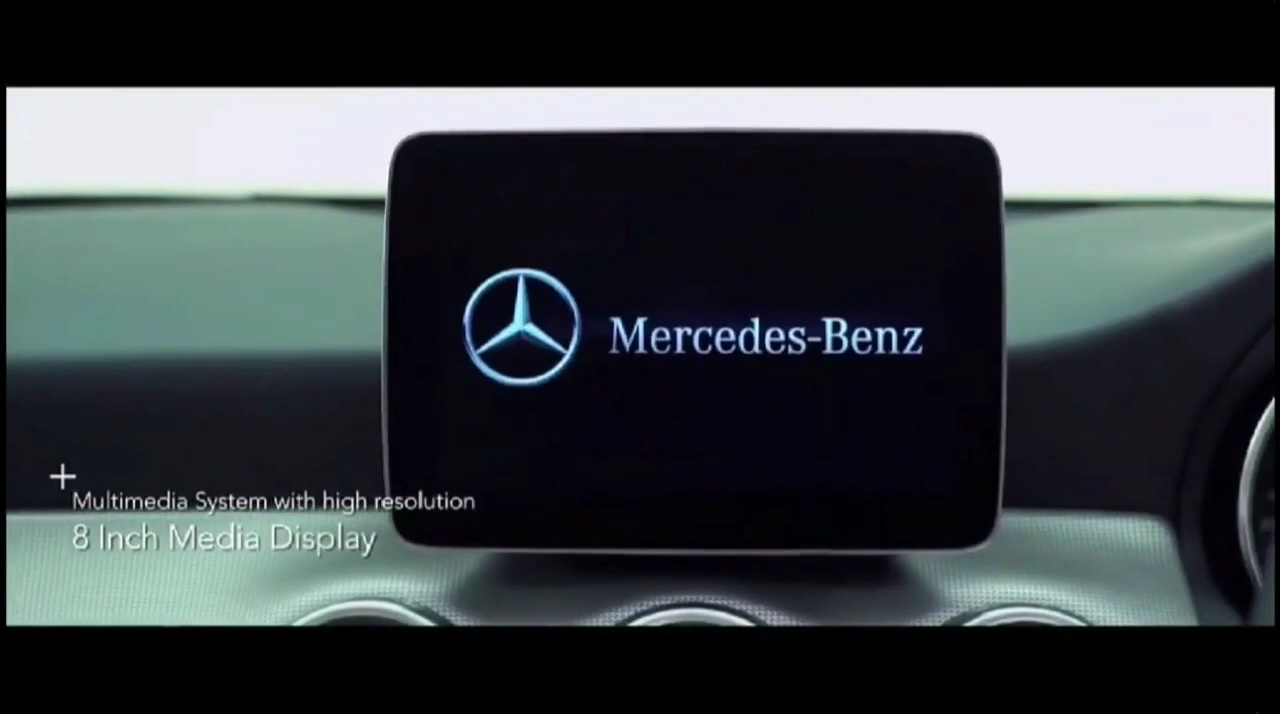 Mercedes-Benz
Multimedia System with high resolution
8 Inch Media Display